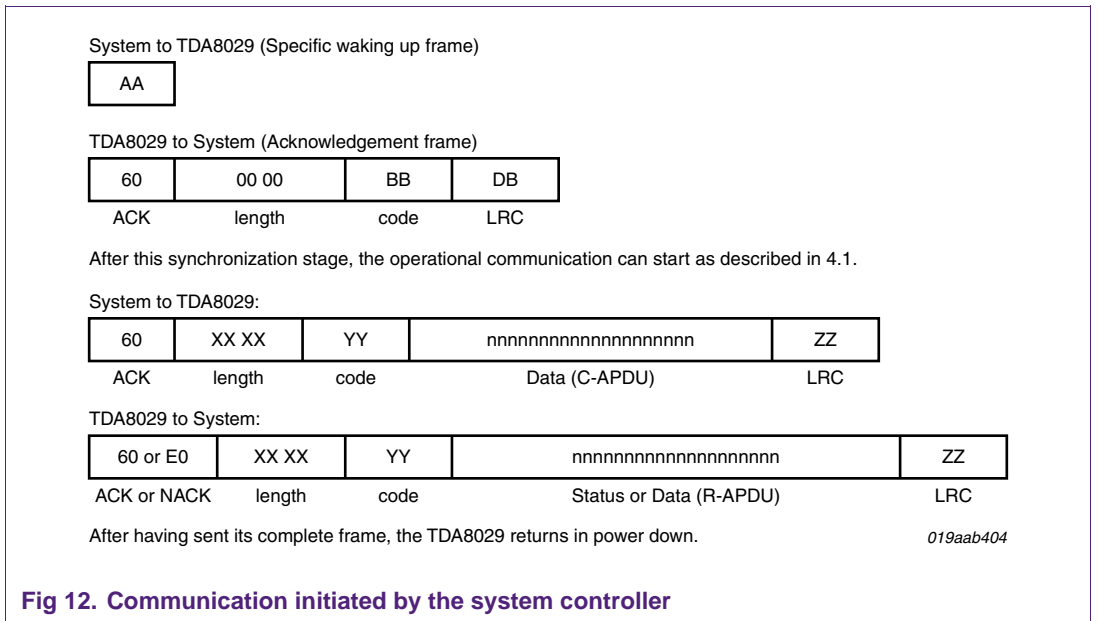 System to TDA8029 (Specific waking up frame)
AA
TDA8029 to System (Acknowledgement frame)
60 00 00 BB DB
ACK length code LRC
After this synchronization stage, the operational communication can start as described in 4.1.
System to TDA8029:
60 XX XX YY nnnnnnnnnnnnnnnnnnnn ZZ
ACK length code Data (C-APDU) LRC
TDA8029 to System:
60 or E0 XX XX YY nnnnnnnnnnnnnnnnnnnn ZZ
ACK or NACK length code Status or Data (R-APDU) LRC
After having sent its complete frame, the TDA8029 returns in power down. 019aab404
Fig 12. Communication initiated by the system controller